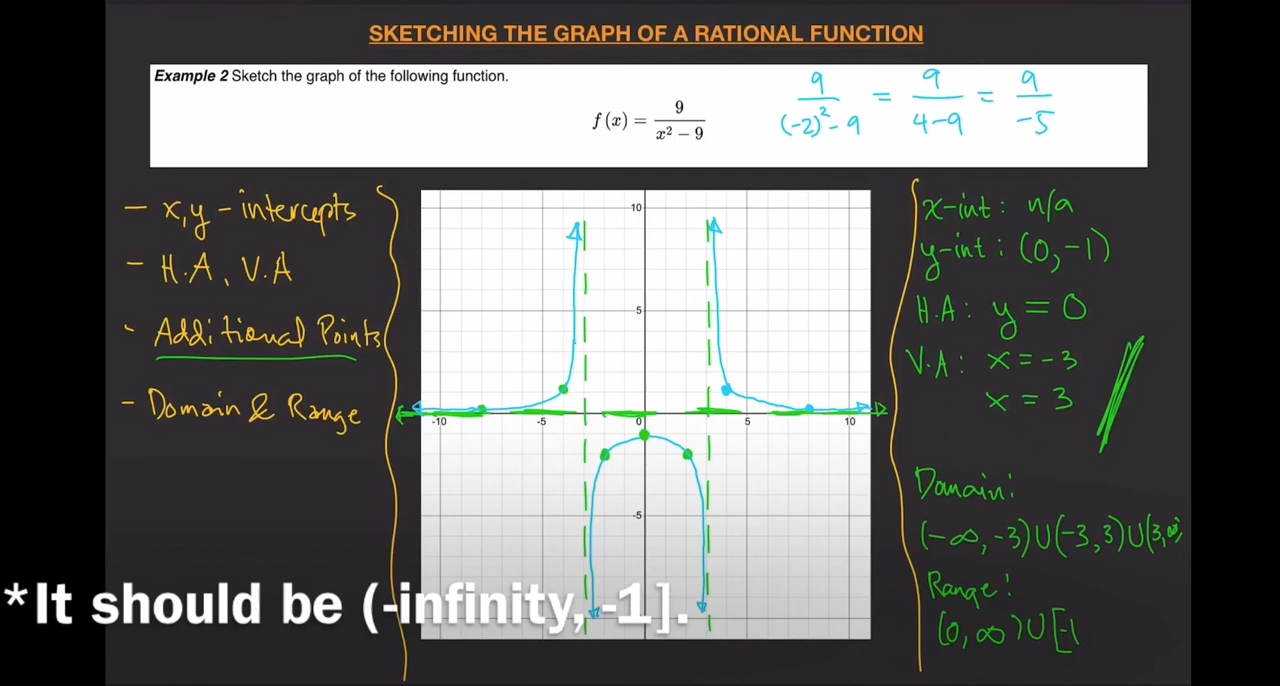 SKETCHING THE GRAPH OF A RATIONAL FUNCTION
Example 2 Sketch the graph of the following function.
f (x) = 9 / (x² − 9)
9 / ((-2)² - 9) = 9 / (4-9) = 9 / -5
- x,y - intercepts
- H.A, V.A
- Additional Points
- Domain & Range
10
5
-10 -5 0 5 10
-5
x-int: n/a
y-int: (0,-1)
H.A: y = 0
V.A: x = -3
x = 3
Domain:
(-∞,-3)∪(-3,3)∪(3,∞)
Range:
(0,∞)∪[-1
*It should be (-infinity, -1].